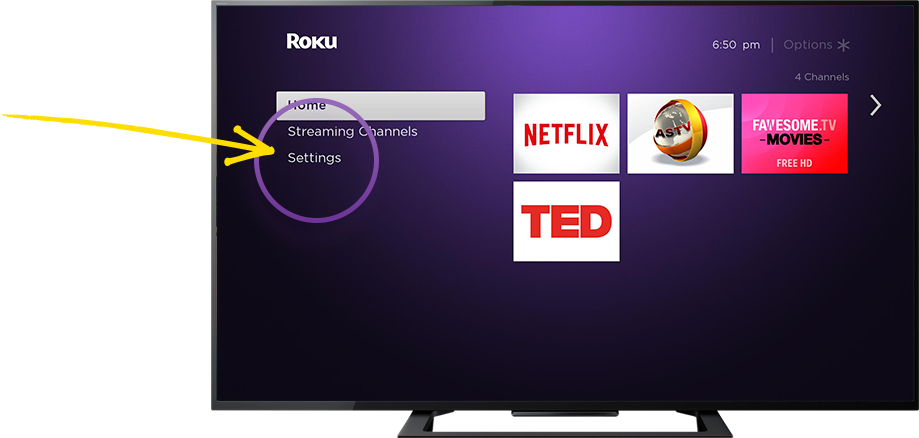 Roku
6:50 pm | Options
4 Channels
Home
Streaming Channels
Settings
NETFLIX
ASTV
FAWESOME.TV
MOVIES
FREE HD
TED